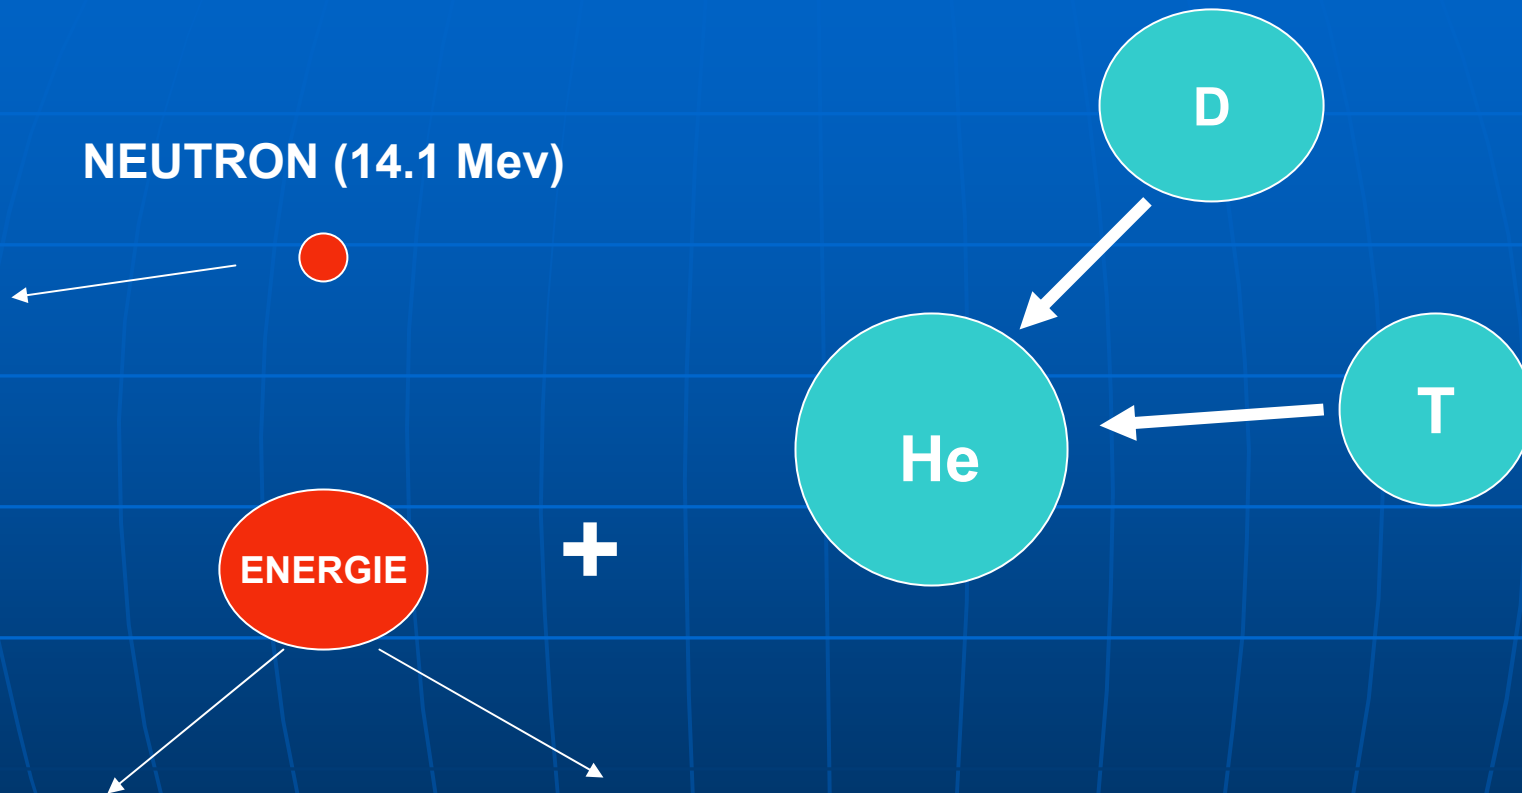 D
NEUTRON (14.1 Mev)
T
He
+
ENERGIE